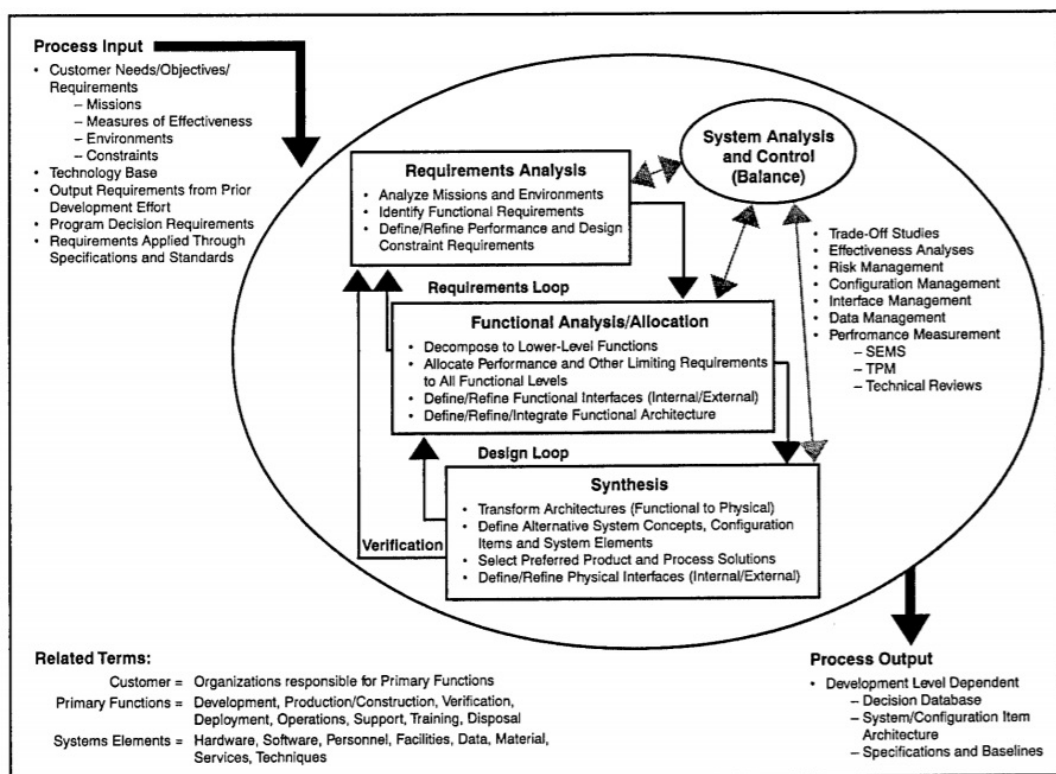 Process Input
• Customer Needs/Objectives/
Requirements
– Missions
– Measures of Effectiveness
– Environments
– Constraints
• Technology Base
• Output Requirements from Prior
Development Effort
• Program Decision Requirements
• Requirements Applied Through
Specifications and Standards
System Analysis
and Control
(Balance)
• Trade-Off Studies
• Effectiveness Analyses
• Risk Management
• Configuration Management
• Interface Management
• Data Management
• Perfromance Measurement
– SEMS
– TPM
– Technical Reviews
Requirements Analysis
• Analyze Missions and Environments
• Identify Functional Requirements
• Define/Refine Performance and Design
Constraint Requirements
Requirements Loop
Functional Analysis/Allocation
• Decompose to Lower-Level Functions
• Allocate Performance and Other Limiting Requirements
to All Functional Levels
• Define/Refine Functional Interfaces (Internal/External)
• Define/Refine/Integrate Functional Architecture
Design Loop
Synthesis
• Transform Architectures (Functional to Physical)
• Define Alternative System Concepts, Configuration
Items and System Elements
• Select Preferred Product and Process Solutions
• Define/Refine Physical Interfaces (Internal/External)
Verification
Related Terms:
Customer = Organizations responsible for Primary Functions
Primary Functions = Development, Production/Construction, Verification,
Deployment, Operations, Support, Training, Disposal
Systems Elements = Hardware, Software, Personnel, Facilities, Data, Material,
Services, Techniques
Process Output
• Development Level Dependent
– Decision Database
– System/Configuration Item
Architecture
– Specifications and Baselines